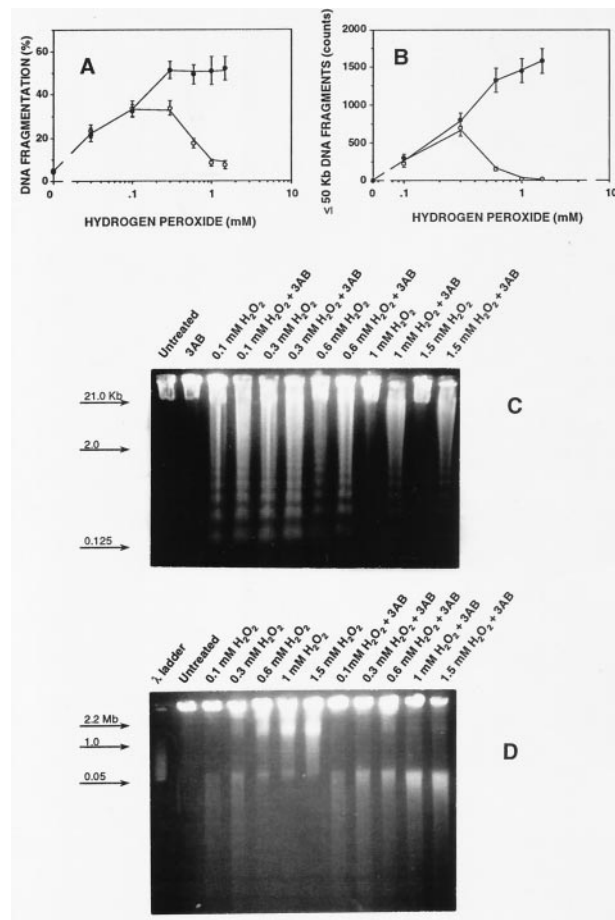 A
DNA FRAGMENTATION (%)
60
40
20
0
0
.1
1
10
HYDROGEN PEROXIDE (mM)
B
≤ 50 Kb DNA FRAGMENTS (counts)
2000
1500
1000
500
0
0
.1
1
10
HYDROGEN PEROXIDE (mM)
Untreated
3AB
0.1 mM H₂O₂
0.1 mM H₂O₂ + 3AB
0.3 mM H₂O₂
0.3 mM H₂O₂ + 3AB
0.6 mM H₂O₂
0.6 mM H₂O₂ + 3AB
1 mM H₂O₂
1 mM H₂O₂ + 3AB
1.5 mM H₂O₂
1.5 mM H₂O₂ + 3AB
21.0 Kb
2.0
0.125
C
λ ladder
Untreated
0.1 mM H₂O₂
0.3 mM H₂O₂
0.6 mM H₂O₂
1 mM H₂O₂
1.5 mM H₂O₂
0.1mM H₂O₂ + 3AB
0.3 mM H₂O₂ + 3AB
0.6 mM H₂O₂ + 3AB
1 mM H₂O₂ + 3AB
1.5 mM H₂O₂ + 3AB
2.2 Mb
1.0
0.05
D